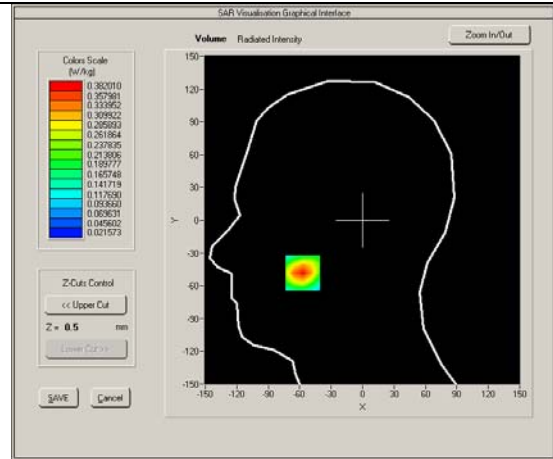 SAR Visualisation Graphical Interface
Volume Radiated Intensity
Zoom In/Out
Colors Scale
(W/kg)
0.382010
0.357981
0.333952
0.309922
0.285893
0.261864
0.237835
0.213806
0.189777
0.165748
0.141719
0.117690
0.093660
0.069631
0.045602
0.021573
Z-Cuts Control
<< Upper Cut
Z = 0.5 mm
Lower Cut >>
SAVE Cancel
150
120
90
60
30
0
-30
-60
-90
-120
-150
Y
-150 -120 -90 -60 -30 0 30 60 90 120 150
X